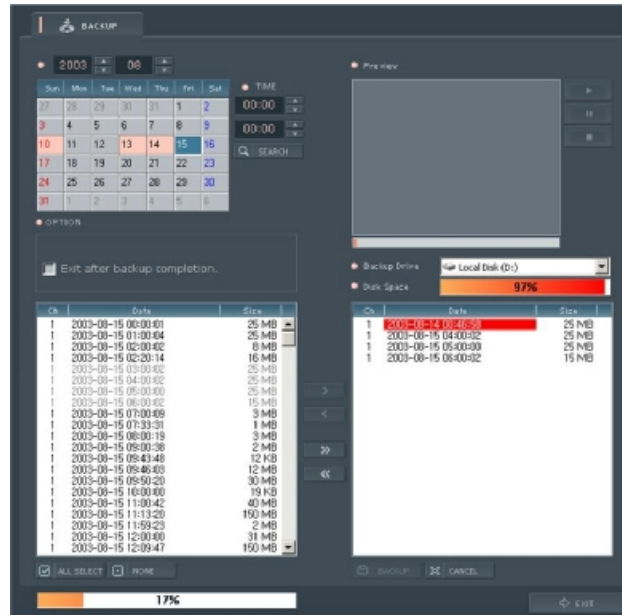 BACKUP
2003 08
Sun Mon Tue Wed Thu Fri Sat
27 28 29 30 31 1 2
3 4 5 6 7 8 9
10 11 12 13 14 15 16
17 18 19 20 21 22 23
24 25 26 27 28 29 30
31 1 2 3 4 5 6
TIME
00:00
00:00
SEARCH
OPTION
Exit after backup completion.
Preview
Backup Drive Local Disk (D:)
Disk Space 97%
Ch Date Size
1 2003-08-15 00:00:01 25 MB
1 2003-08-15 01:00:04 25 MB
1 2003-08-15 02:00:02 8 MB
1 2003-08-15 02:20:14 16 MB
1 2003-08-15 03:00:02 25 MB
1 2003-08-15 04:00:02 25 MB
1 2003-08-15 05:00:00 25 MB
1 2003-08-15 06:00:02 15 MB
1 2003-08-15 07:00:09 3 MB
1 2003-08-15 07:33:31 1 MB
1 2003-08-15 08:00:19 3 MB
1 2003-08-15 09:00:38 2 MB
1 2003-08-15 09:43:48 12 KB
1 2003-08-15 09:46:03 12 MB
1 2003-08-15 09:50:20 30 MB
1 2003-08-15 10:00:00 19 KB
1 2003-08-15 11:00:42 40 MB
1 2003-08-15 11:13:20 150 MB
1 2003-08-15 11:59:23 2 MB
1 2003-08-15 12:00:00 31 MB
1 2003-08-15 12:09:47 150 MB
> < >> <<
Ch Date Size
1 2003-08-14 25 MB
1 2003-08-15 04:00:02 25 MB
1 2003-08-15 05:00:00 25 MB
1 2003-08-15 06:00:02 15 MB
ALL SELECT NONE
BACKUP CANCEL
17%
EXIT